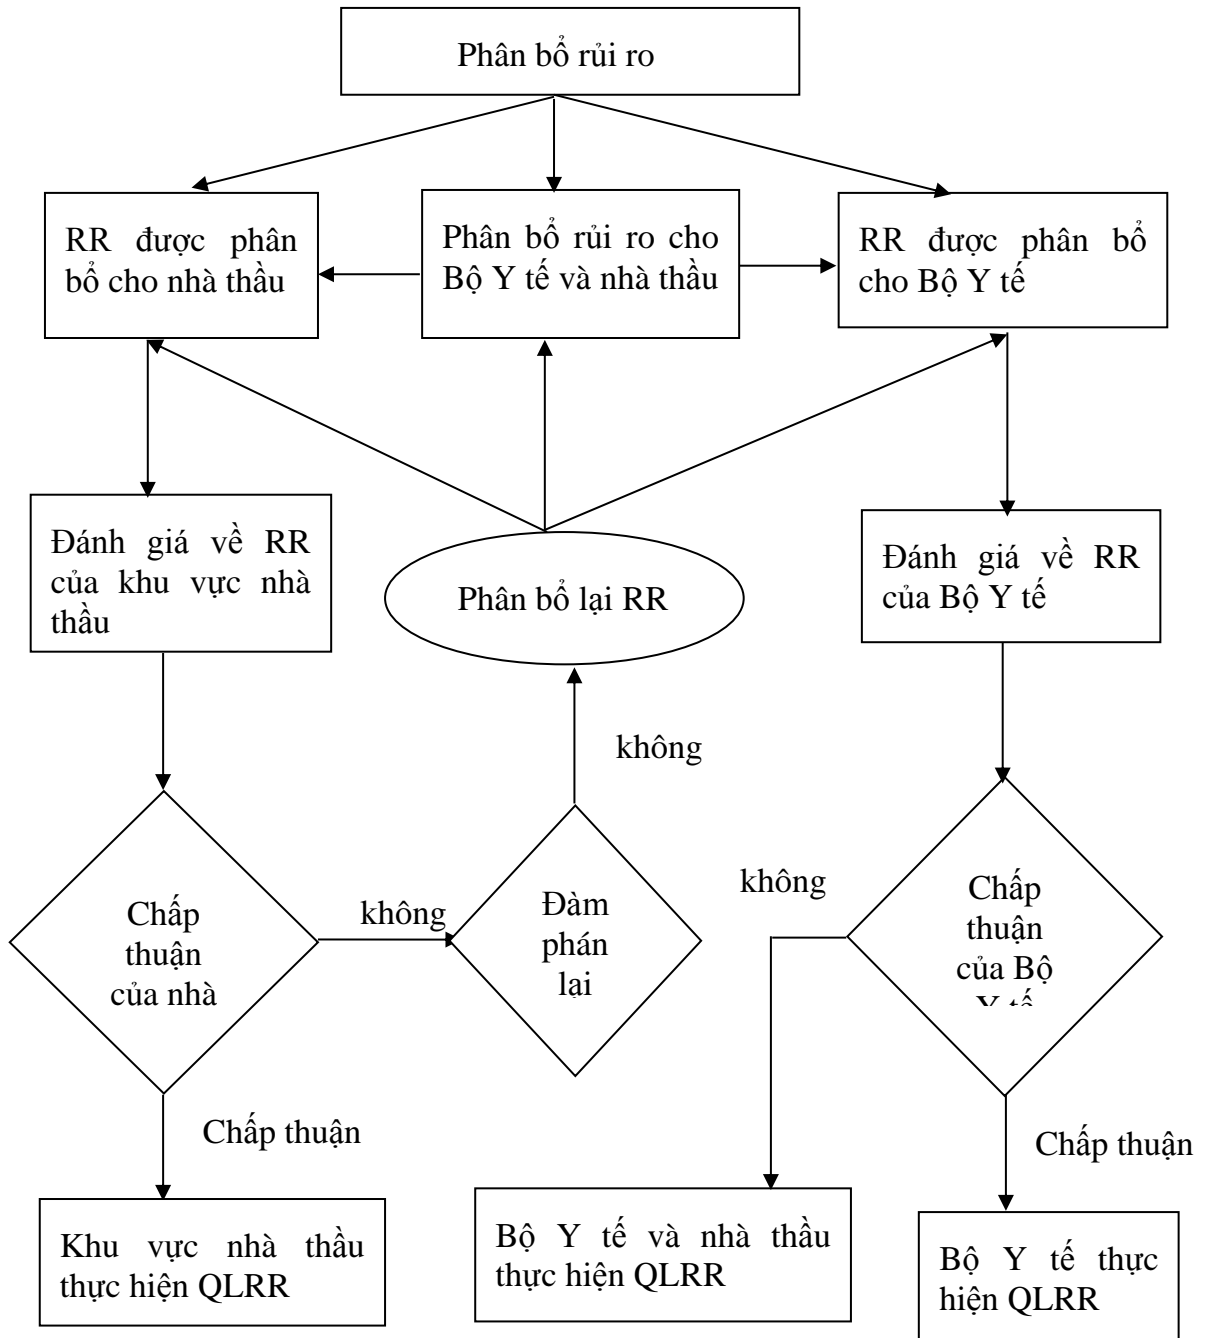 Phân bổ rủi ro
RR được phân
bổ cho nhà thầu
Phân bổ rủi ro cho
Bộ Y tế và nhà thầu
RR được phân bổ
cho Bộ Y tế
Đánh giá về RR
của khu vực nhà
thầu
Phân bổ lại RR
Đánh giá về RR
của Bộ Y tế
không
Chấp
thuận
của nhà
không
Đàm
phán
lại
không
Chấp
thuận
của Bộ
Y tế
Chấp thuận
Chấp thuận
Khu vực nhà thầu
thực hiện QLRR
Bộ Y tế và nhà thầu
thực hiện QLRR
Bộ Y tế thực
hiện QLRR